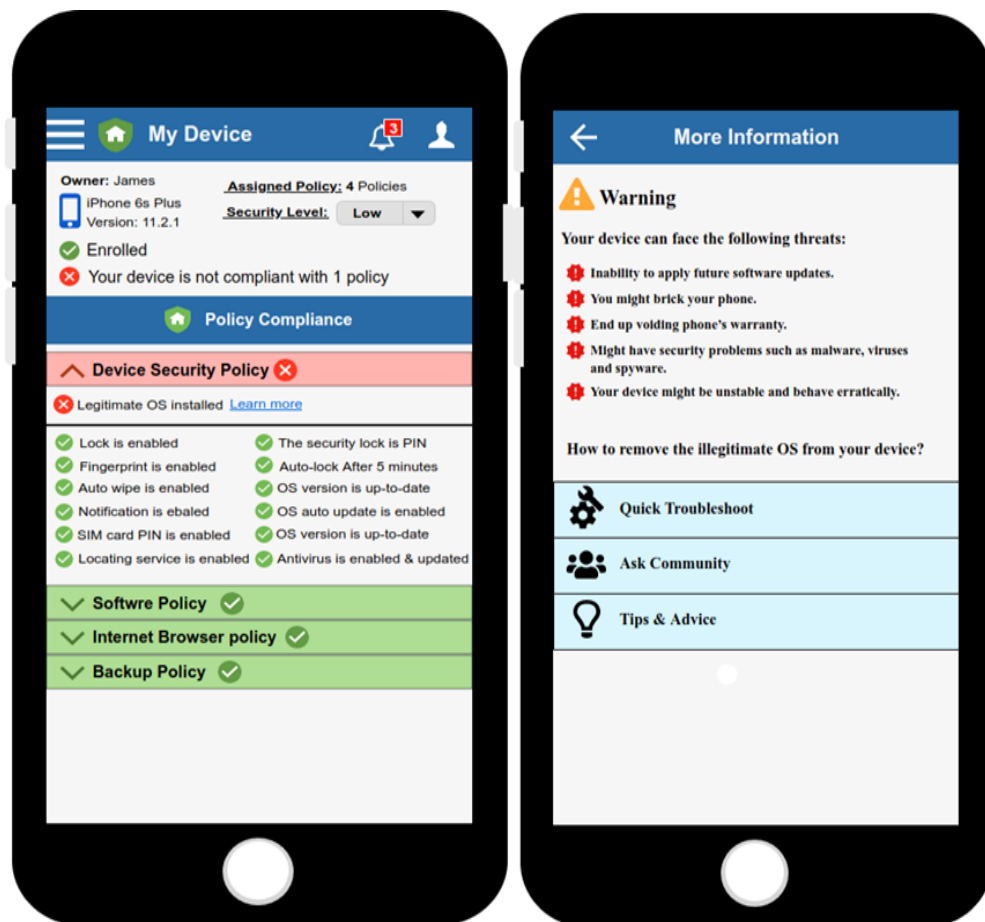 My Device
3
Owner: James
Assigned Policy: 4 Policies
iPhone 6s Plus
Version: 11.2.1
Security Level: Low
Enrolled
Your device is not compliant with 1 policy
Policy Compliance
Device Security Policy
Legitimate OS installed Learn more
Lock is enabled
The security lock is PIN
Fingerprint is enabled
Auto-lock After 5 minutes
Auto wipe is enabled
OS version is up-to-date
Notification is ebaled
OS auto update is enabled
SIM card PIN is enabled
OS version is up-to-date
Locating service is enabled
Antivirus is enabled & updated
Softwre Policy
Internet Browser policy
Backup Policy
More Information
Warning
Your device can face the following threats:
Inability to apply future software updates.
You might brick your phone.
End up voiding phone's warranty.
Might have security problems such as malware, viruses
and spyware.
Your device might be unstable and behave erratically.
How to remove the illegitimate OS from your device?
Quick Troubleshoot
Ask Community
Tips & Advice